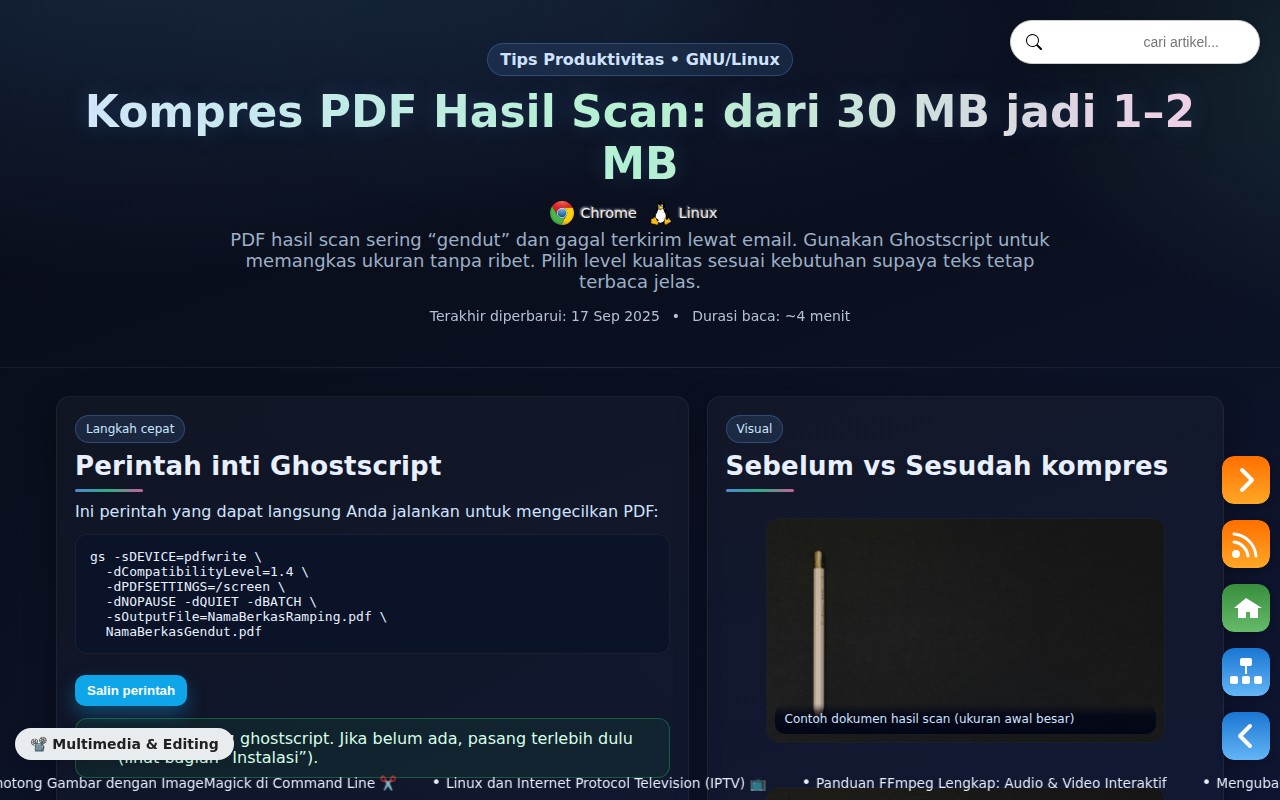 cari artikel...
Tips Produktivitas • GNU/Linux
Kompres PDF Hasil Scan: dari 30 MB jadi 1–2
MB
Chrome Linux
PDF hasil scan sering “gendut” dan gagal terkirim lewat email. Gunakan Ghostscript untuk
memangkas ukuran tanpa ribet. Pilih level kualitas sesuai kebutuhan supaya teks tetap
terbaca jelas.
Terakhir diperbarui: 17 Sep 2025 • Durasi baca: ~4 menit
Langkah cepat
Perintah inti Ghostscript
Ini perintah yang dapat langsung Anda jalankan untuk mengecilkan PDF:
gs -sDEVICE=pdfwrite \
-dCompatibilityLevel=1.4 \
-dPDFSETTINGS=/screen \
-dNOPAUSE -dQUIET -dBATCH \
-sOutputFile=NamaBerkasRamping.pdf \
NamaBerkasGendut.pdf
Salin perintah
ghostscript. Jika belum ada, pasang terlebih dulu
Instalasi”).
Visual
Sebelum vs Sesudah kompres
Contoh dokumen hasil scan (ukuran awal besar)
📽️ Multimedia & Editing
Gambar dengan ImageMagick di Command Line ✂️ • Linux dan Internet Protocol Television (IPTV) 📺 • Panduan FFmpeg Lengkap: Audio & Video Interaktif •